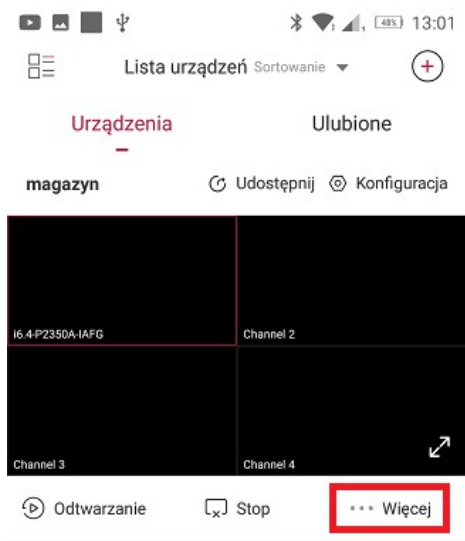 48% 13:01
Lista urządzeń Sortowanie
Urządzenia Ulubione
magazyn Udostępnij Konfiguracja
i6.4-P2350A-IAFG Channel 2
Channel 3 Channel 4
Odtwarzanie Stop Więcej